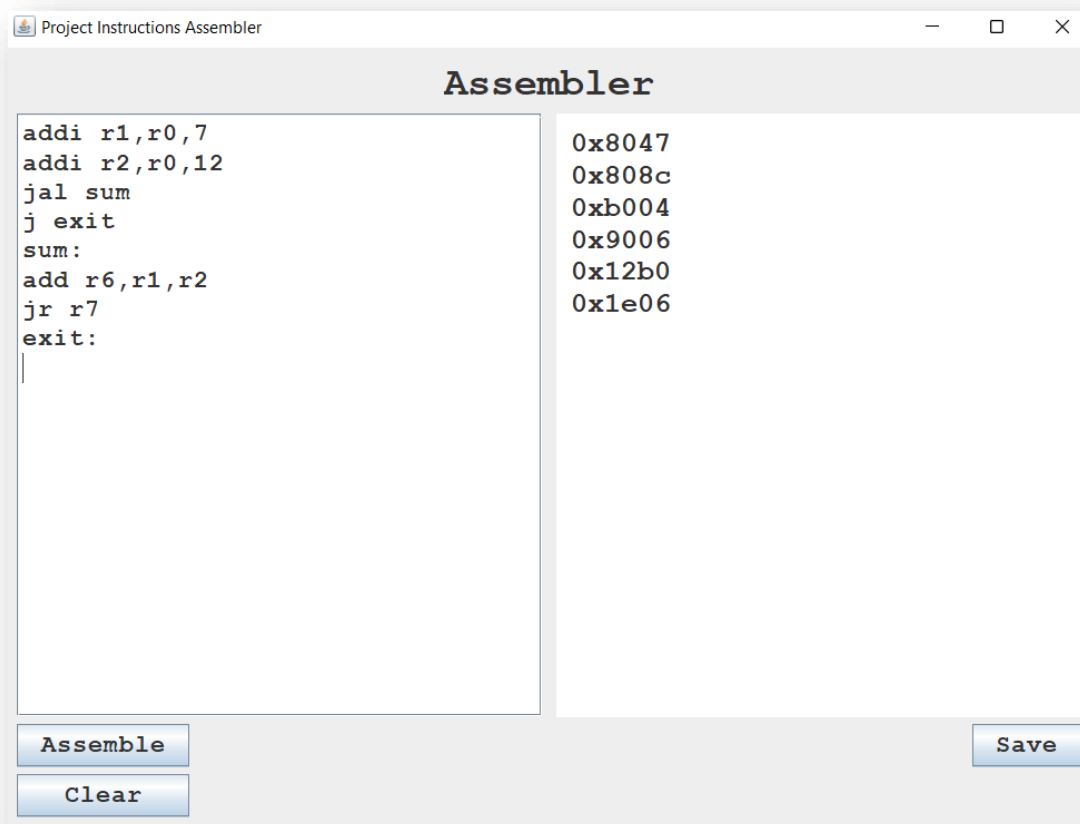 Project Instructions Assembler
Assembler
addi r1,r0,7
addi r2,r0,12
jal sum
j exit
sum:
add r6,r1,r2
jr r7
exit:
0x8047
0x808c
0xb004
0x9006
0x12b0
0x1e06
Assemble
Save
Clear